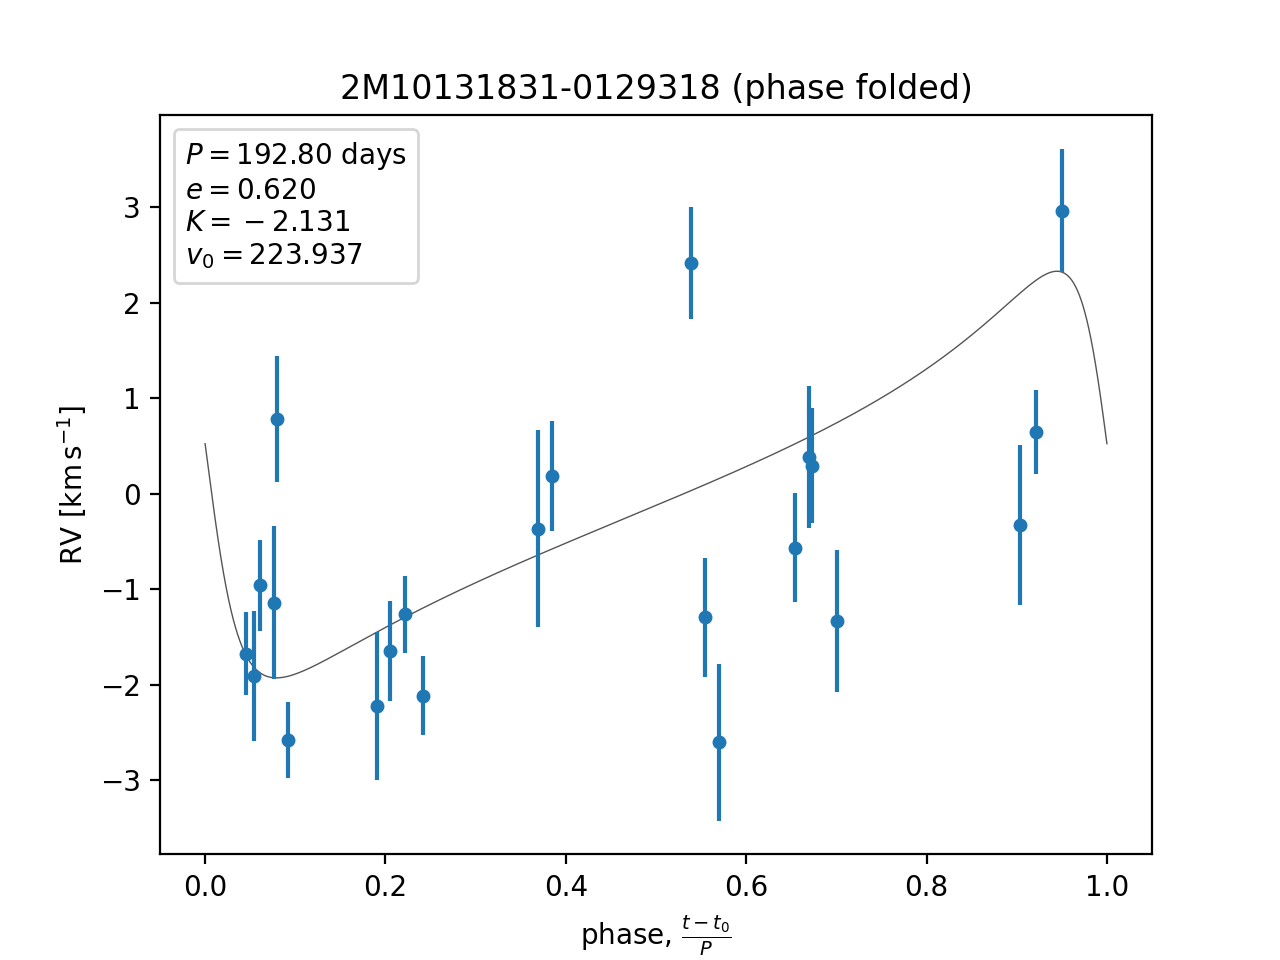 2M10131831-0129318 (phase folded)
P = 192.80 days
e = 0.620
K = −2.131
v₀ = 223.937
3
2
1
0
−1
−2
−3
RV [km s⁻¹]
0.0 0.2 0.4 0.6 0.8 1.0
phase, (t − t₀)/P